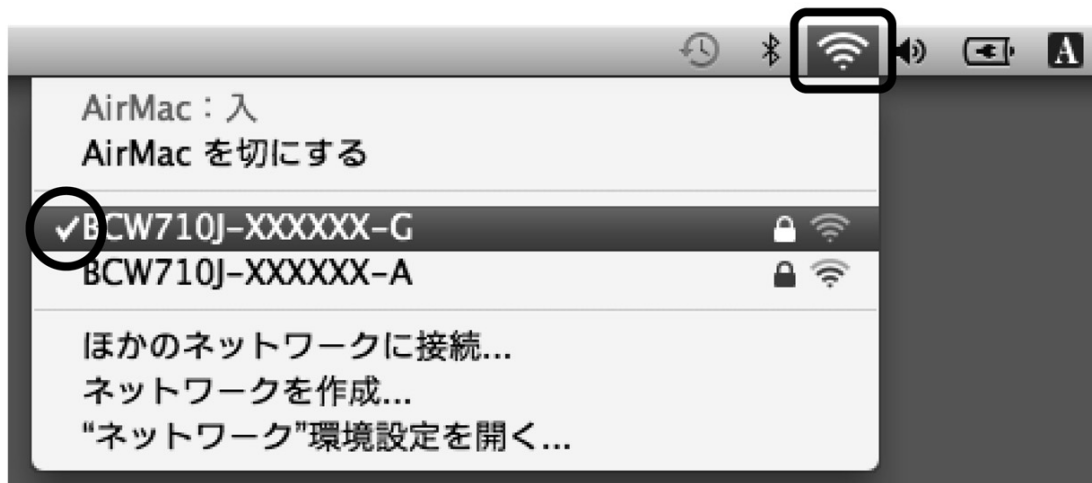 A
AirMac：入
AirMac を切にする
✓BCW710J-XXXXXX-G
BCW710J-XXXXXX-A
ほかのネットワークに接続...
ネットワークを作成...
“ネットワーク”環境設定を開く...